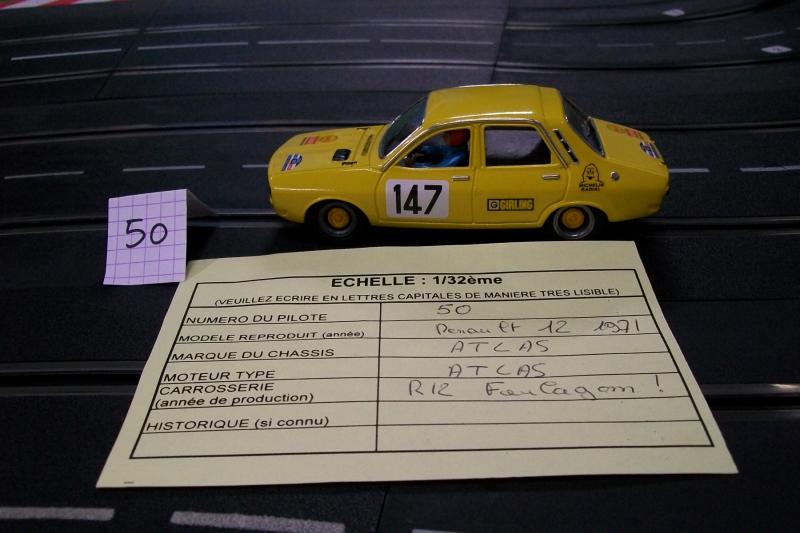 147
GIRLING
MICHELIN
RADIAL
50
ECHELLE : 1/32ème
(VEUILLEZ ECRIRE EN LETTRES CAPITALES DE MANIERE TRES LISIBLE)
NUMERO DU PILOTE 50
MODELE REPRODUIT (année) Renault 12 1971
MARQUE DU CHASSIS ATLAS
MOTEUR TYPE ATLAS
CARROSSERIE R12 Foulagom !
(année de production)
HISTORIQUE (si connu)